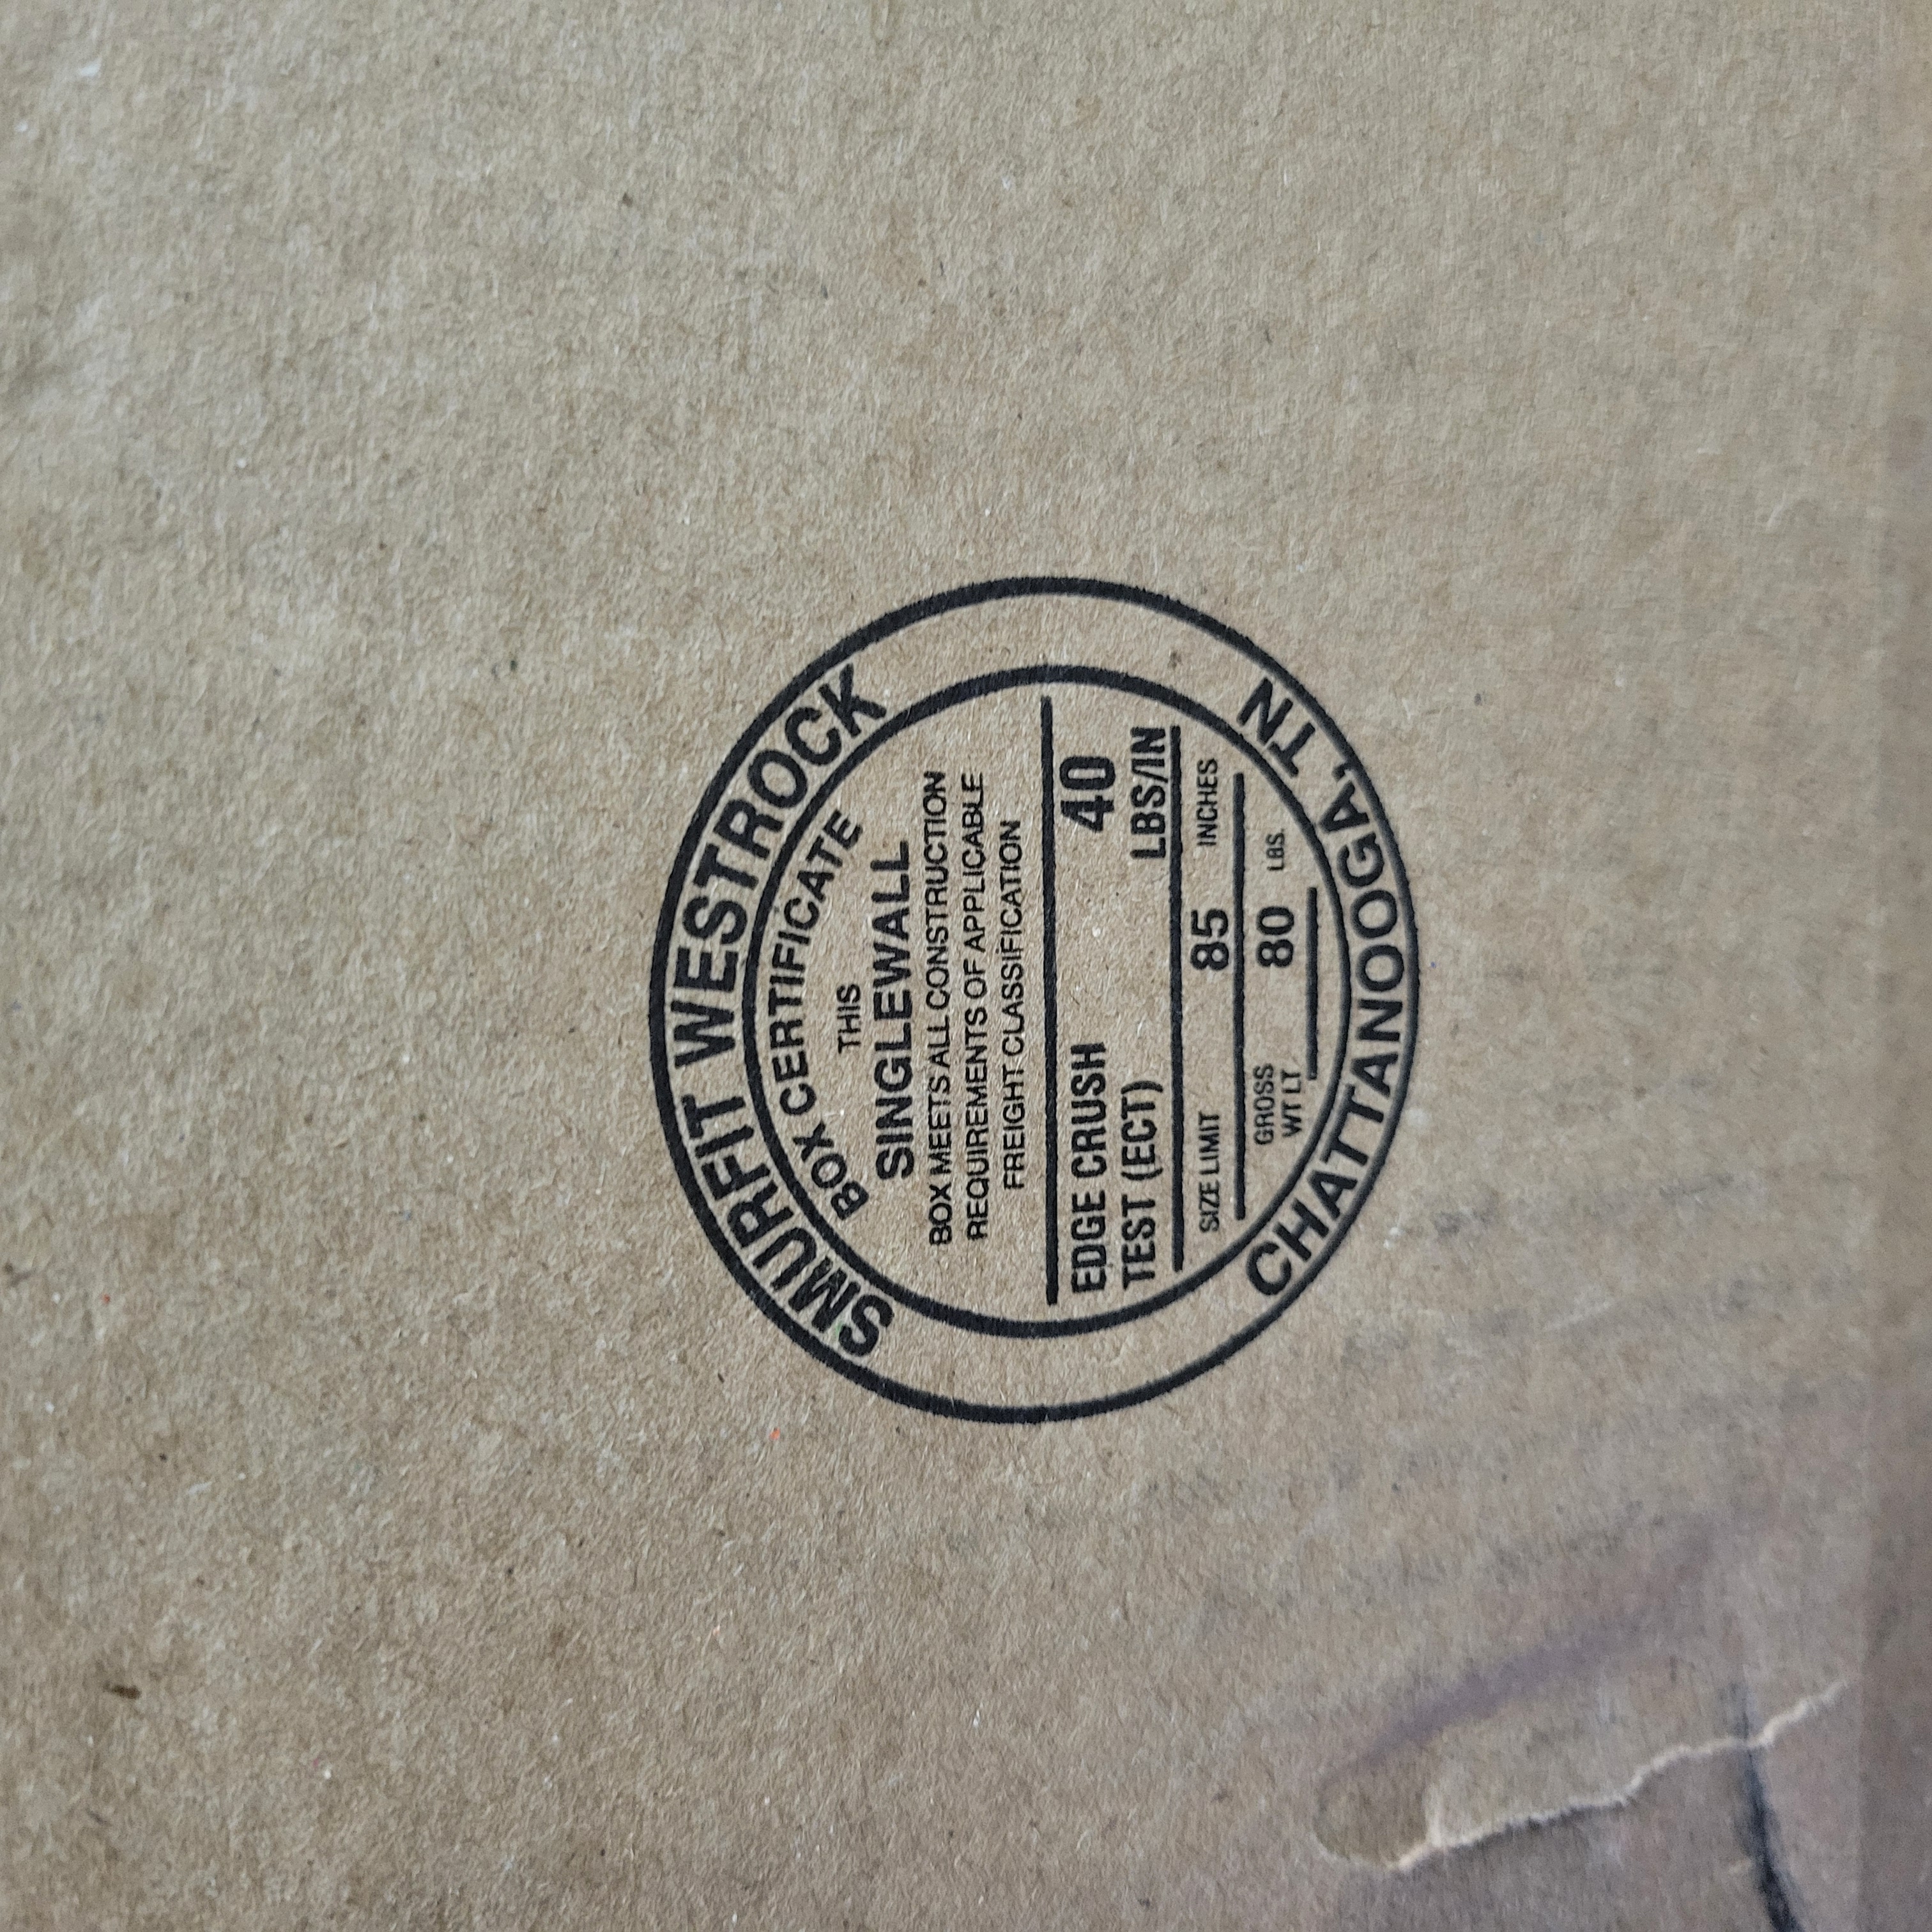 SMURFIT WESTROCK
BOX CERTIFICATE
THIS
SINGLEWALL
BOX MEETS ALL CONSTRUCTION
REQUIREMENTS OF APPLICABLE
FREIGHT CLASSIFICATION
EDGE CRUSH
TEST (ECT)
40
LBS/IN
SIZE LIMIT 85 INCHES
GROSS
WT LT
80 LBS.
CHATTANOOGA, TN